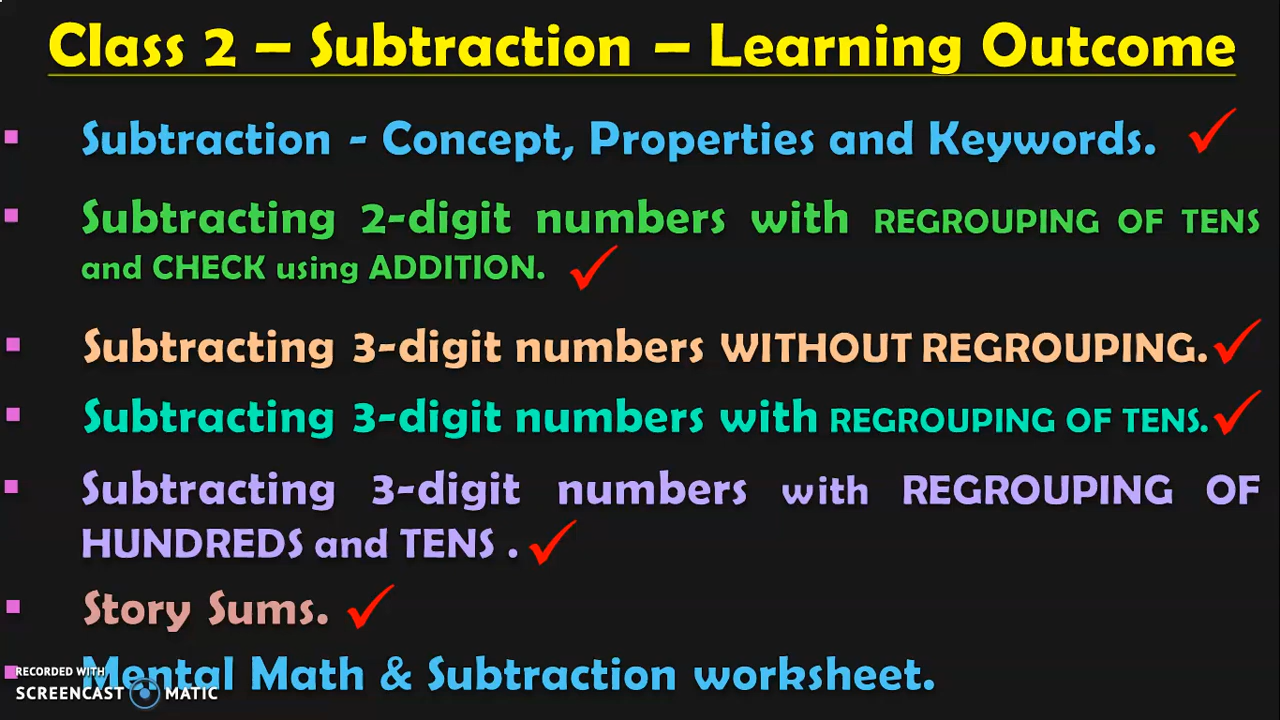 Class 2 – Subtraction – Learning Outcome
Subtraction - Concept, Properties and Keywords.
Subtracting 2-digit numbers with REGROUPING OF TENS
and CHECK using ADDITION.
Subtracting 3-digit numbers WITHOUT REGROUPING.
Subtracting 3-digit numbers with REGROUPING OF TENS.
Subtracting 3-digit numbers with REGROUPING OF
HUNDREDS and TENS .
Story Sums.
Mental Math & Subtraction worksheet.
RECORDED WITH
SCREENCAST MATIC